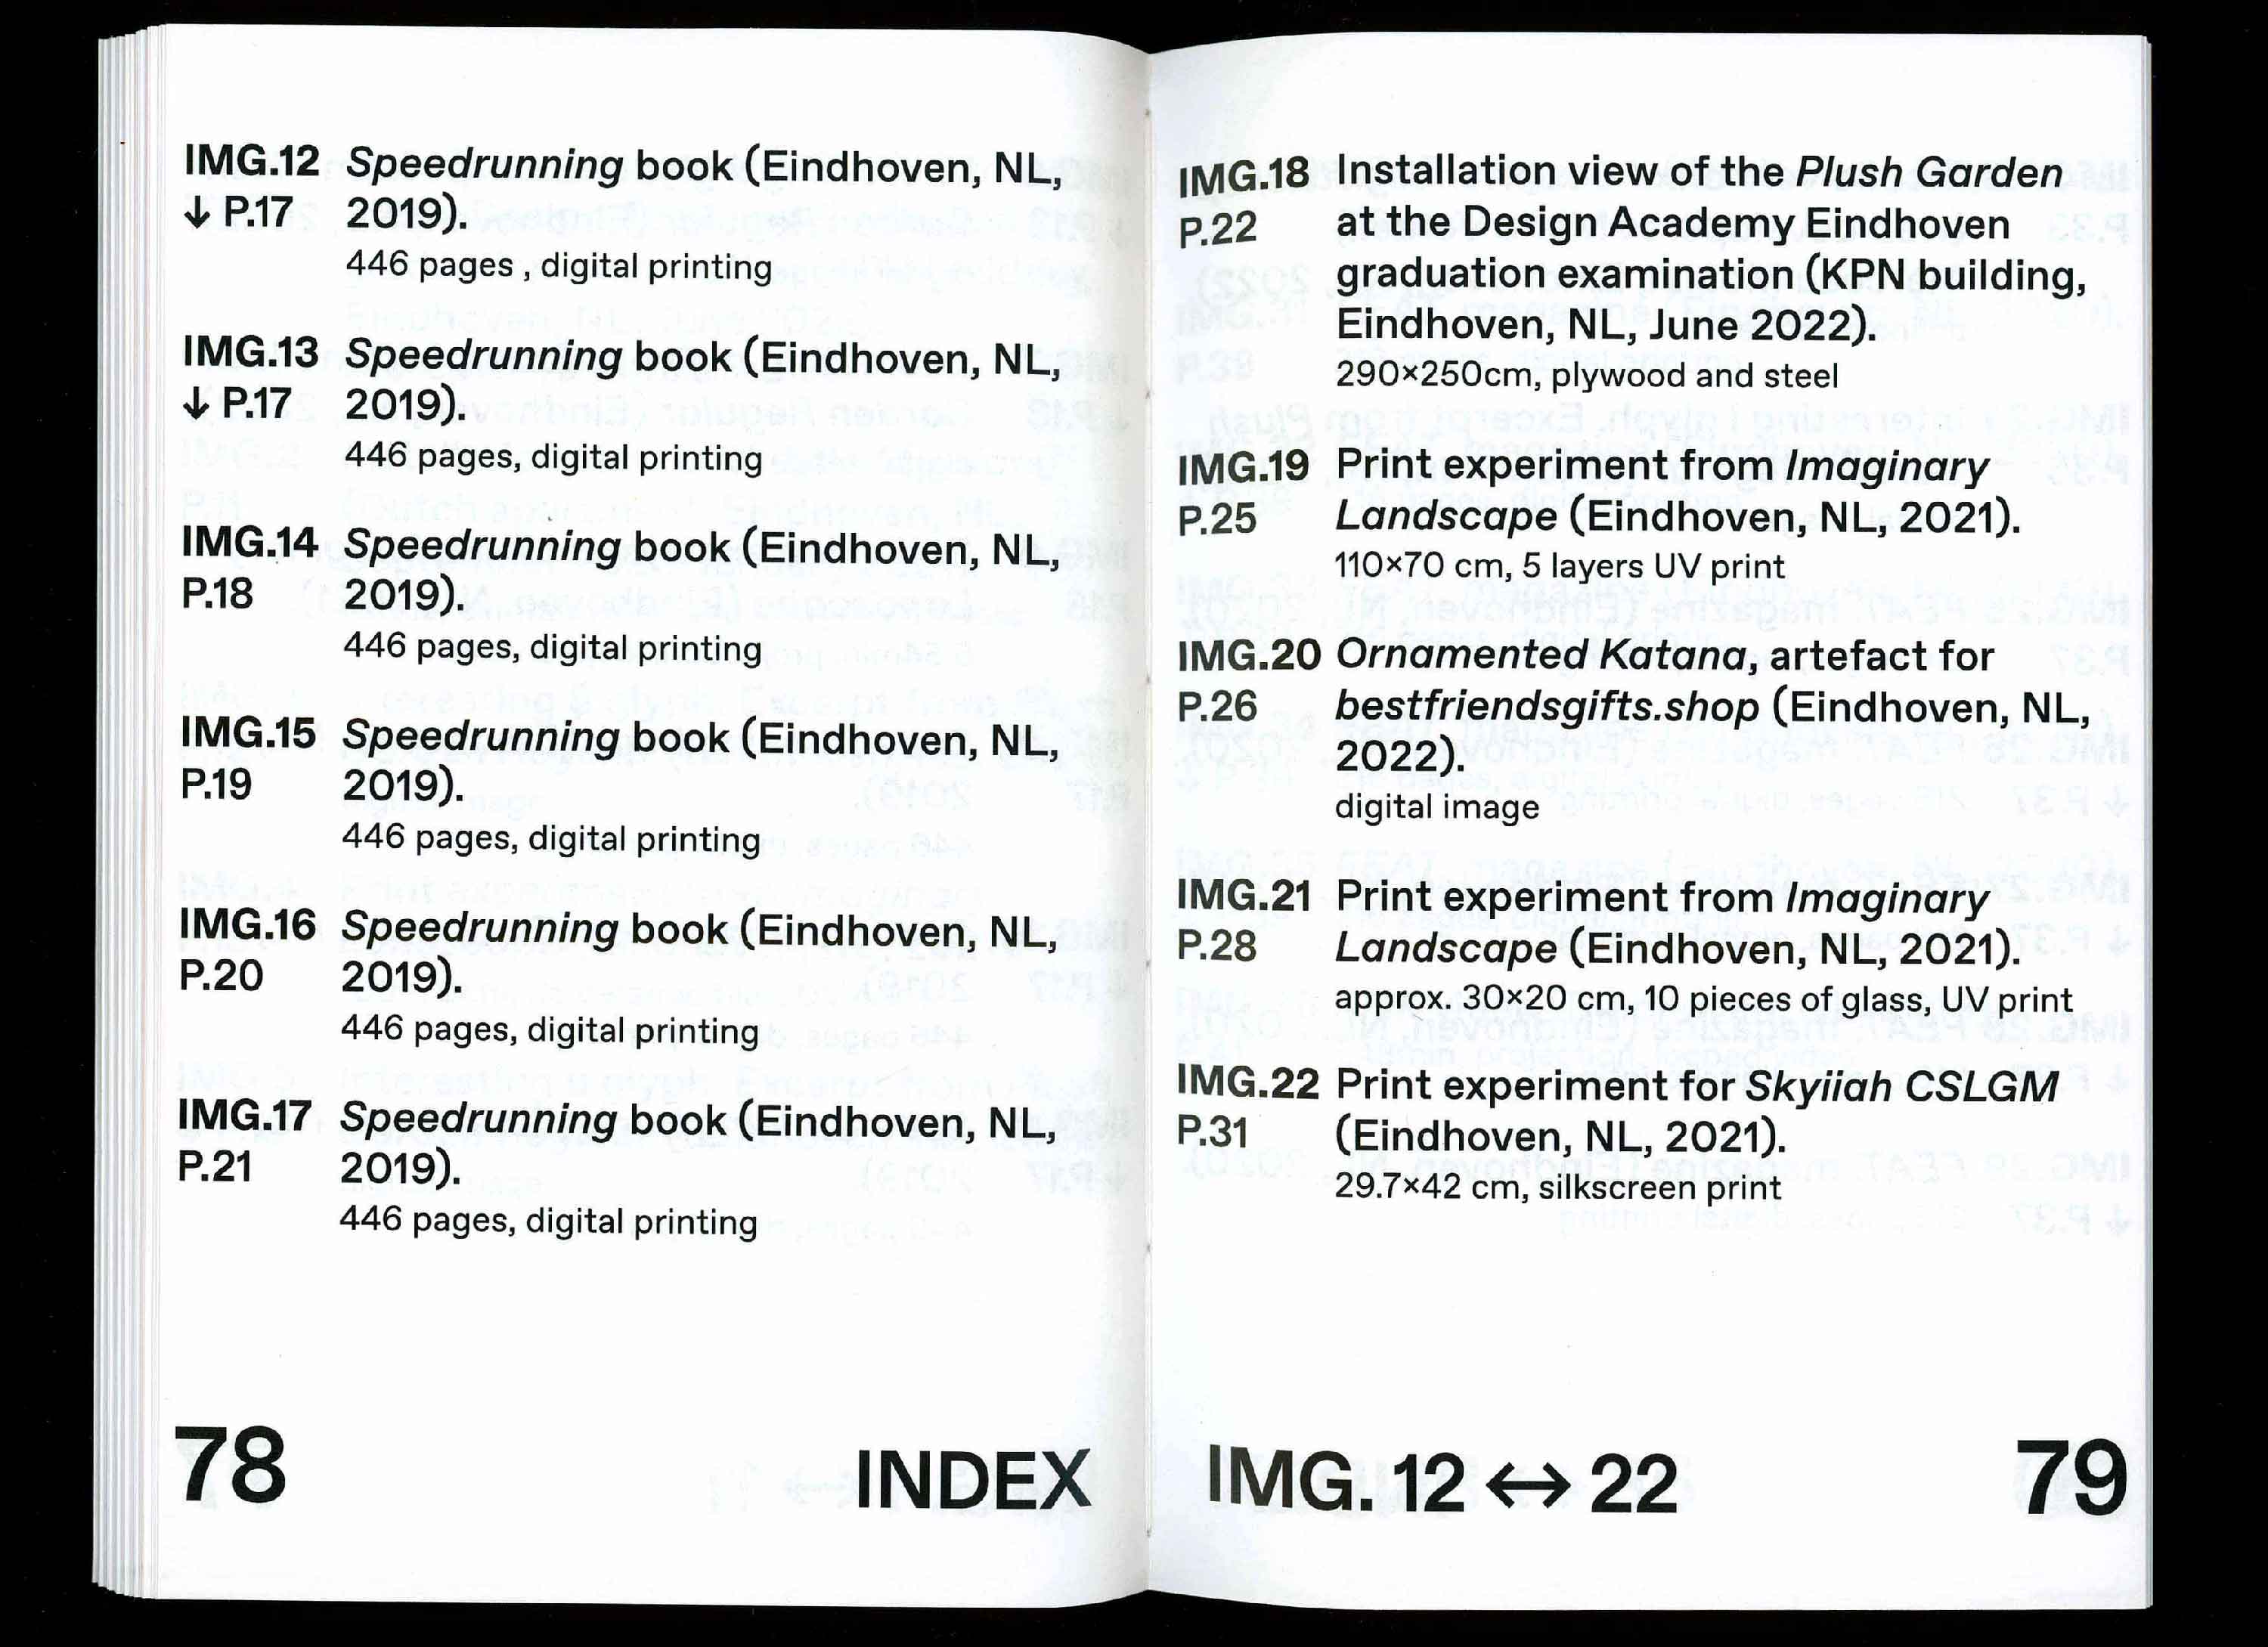 IMG.12 Speedrunning book (Eindhoven, NL,
↓ P.17 2019).
446 pages , digital printing
IMG.13 Speedrunning book (Eindhoven, NL,
↓ P.17 2019).
446 pages, digital printing
IMG.14 Speedrunning book (Eindhoven, NL,
P.18 2019).
446 pages, digital printing
IMG.15 Speedrunning book (Eindhoven, NL,
P.19 2019).
446 pages, digital printing
IMG.16 Speedrunning book (Eindhoven, NL,
P.20 2019).
446 pages, digital printing
IMG.17 Speedrunning book (Eindhoven, NL,
P.21 2019).
446 pages, digital printing
78 INDEX
IMG.18 Installation view of the Plush Garden
P.22 at the Design Academy Eindhoven
graduation examination (KPN building,
Eindhoven, NL, June 2022).
290×250cm, plywood and steel
IMG.19 Print experiment from Imaginary
P.25 Landscape (Eindhoven, NL, 2021).
110×70 cm, 5 layers UV print
IMG.20 Ornamented Katana, artefact for
P.26 bestfriendsgifts.shop (Eindhoven, NL,
2022).
digital image
IMG.21 Print experiment from Imaginary
P.28 Landscape (Eindhoven, NL, 2021).
approx. 30×20 cm, 10 pieces of glass, UV print
IMG.22 Print experiment for Skyiiah CSLGM
P.31 (Eindhoven, NL, 2021).
29.7×42 cm, silkscreen print
IMG. 12 ↔ 22 79